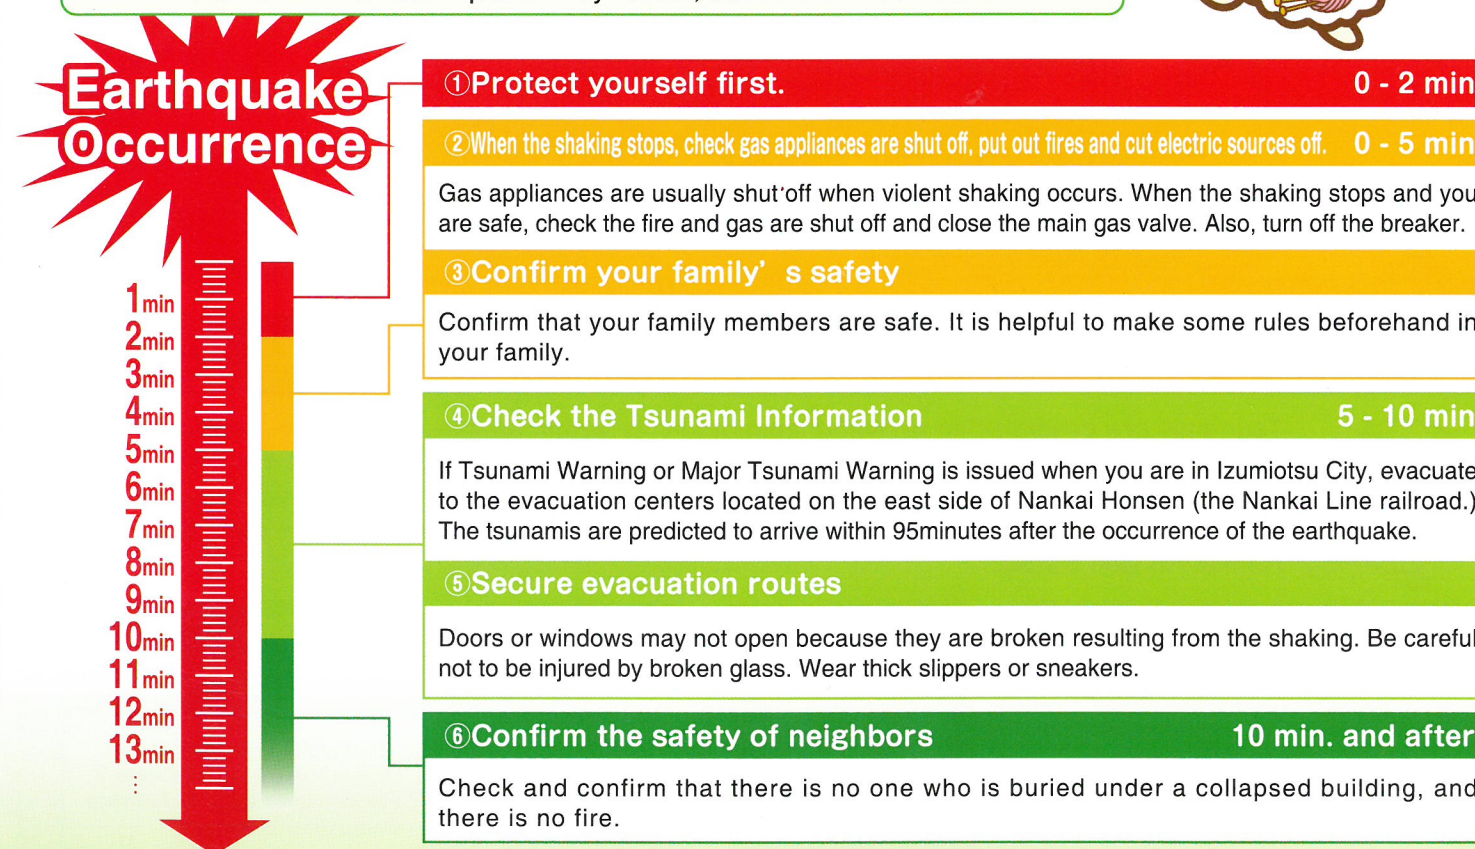 Earthquake
Occurrence
①Protect yourself first. 0 - 2 min
②When the shaking stops, check gas appliances are shut off, put out fires and cut electric sources off. 0 - 5 min
Gas appliances are usually shut off when violent shaking occurs. When the shaking stops and you
are safe, check the fire and gas are shut off and close the main gas valve. Also, turn off the breaker.
③Confirm your family's safety
Confirm that your family members are safe. It is helpful to make some rules beforehand in
your family.
④Check the Tsunami Information 5 - 10 min
If Tsunami Warning or Major Tsunami Warning is issued when you are in Izumiotsu City, evacuate
to the evacuation centers located on the east side of Nankai Honsen (the Nankai Line railroad.)
The tsunamis are predicted to arrive within 95minutes after the occurrence of the earthquake.
⑤Secure evacuation routes
Doors or windows may not open because they are broken resulting from the shaking. Be careful
not to be injured by broken glass. Wear thick slippers or sneakers.
⑥Confirm the safety of neighbors 10 min. and after
Check and confirm that there is no one who is buried under a collapsed building, and
there is no fire.
1min
2min
3min
4min
5min
6min
7min
8min
9min
10min
11min
12min
13min